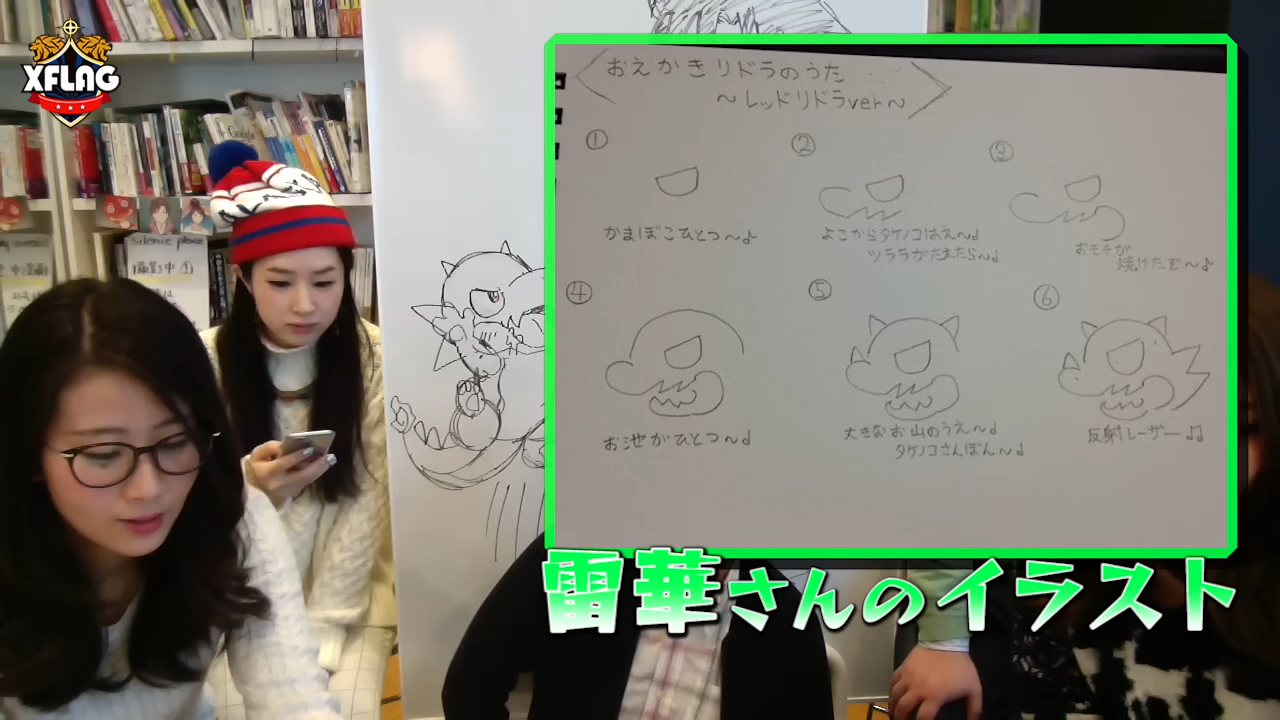 XFLAG
Google
Silence please
おえかきリドラのうた
～レッドリドラver～
①
かまぼこひとつ～♪
②
よこからタケノコはえ～♩
ツララがたれたら～♩
③
おモチが
焼けたぞ～♪
④
お池がひとつ～♩
⑤
大きなお山のうえ～♩
タケノコさんぼん～♩
⑥
反射レーザー♫
雷華さんのイラスト